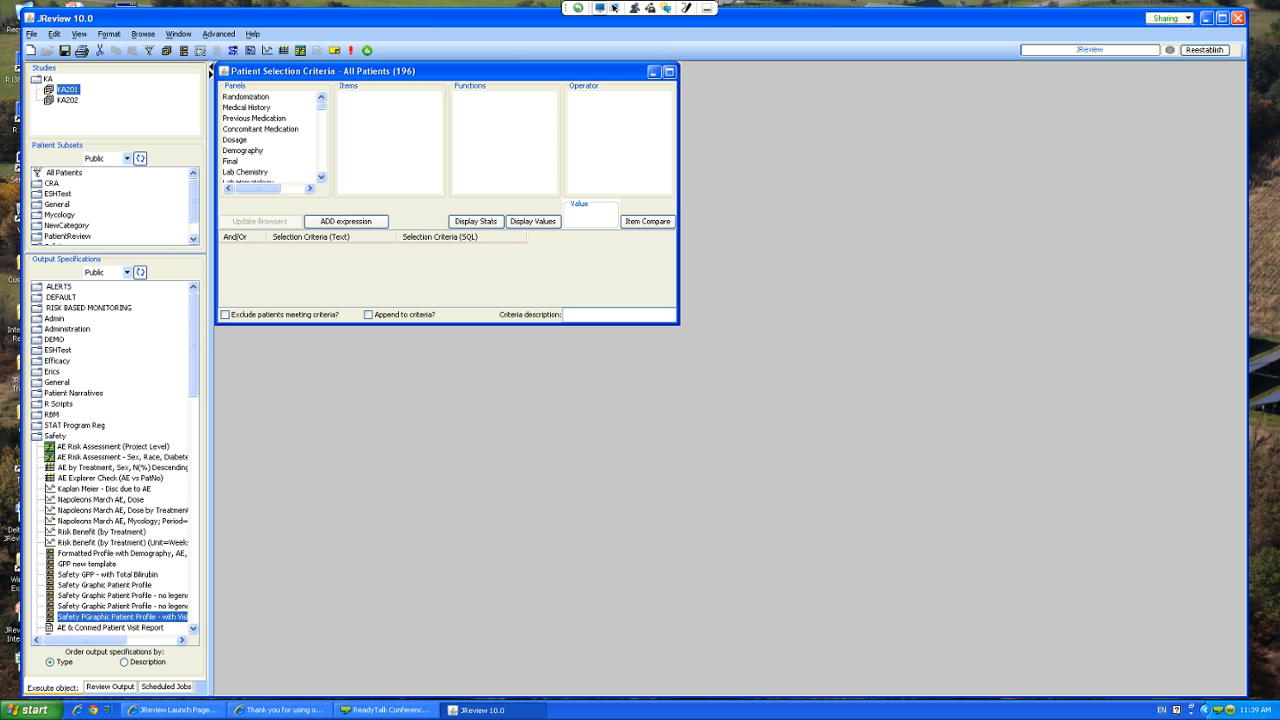 JReview 10.0
Sharing
File Edit View Format Browse Window Advanced Help
JReview
Reestablish
Studies
KA
KA201
KA202
Patient Subsets
Public
All Patients
CRA
ESHTest
General
Mycology
NewCategory
PatientReview
Output Specifications
Public
ALERTS
DEFAULT
RISK BASED MONITORING
Admin
Administration
DEMO
ESHTest
Efficacy
Erics
General
Patient Narratives
R Scripts
RBM
STAT Program Reg
Safety
AE Risk Assessment (Project Level)
AE Risk Assessment - Sex, Race, Diabete
AE by Treatment, Sex, N(%) Descending
AE Explorer Check (AE vs PatNo)
Kaplan Meier - Disc due to AE
Napoleons March AE, Dose
Napoleons March AE, Dose by Treatment
Napoleons March AE, Mycology; Period=
Risk Benefit (by Treatment)
Risk Benefit (by Treatment) (Unit=Week
Formatted Profile with Demography, AE,
GPP new template
Safety GPP - with Total Bilirubin
Safety Graphic Patient Profile
Safety Graphic Patient Profile - no legen
Safety Graphic Patient Profile - no legen
Safety PGraphic Patient Profile - with Vis
AE & Conmed Patient Visit Report
Order output specifications by:
Type Description
Execute object: Review Output Scheduled Jobs
Patient Selection Criteria - All Patients (196)
Panels Items Functions Operator
Randomization
Medical History
Previous Medication
Concomitant Medication
Dosage
Demography
Final
Lab Chemistry
Lab Hematology
Value
Update Browsers ADD expression Display Stats Display Values Item Compare
And/Or Selection Criteria (Text) Selection Criteria (SQL)
Exclude patients meeting criteria? Append to criteria? Criteria description:
start JReview Launch Page... Thank you for using o... ReadyTalk Conferenc... JReview 10.0 EN 11:39 AM